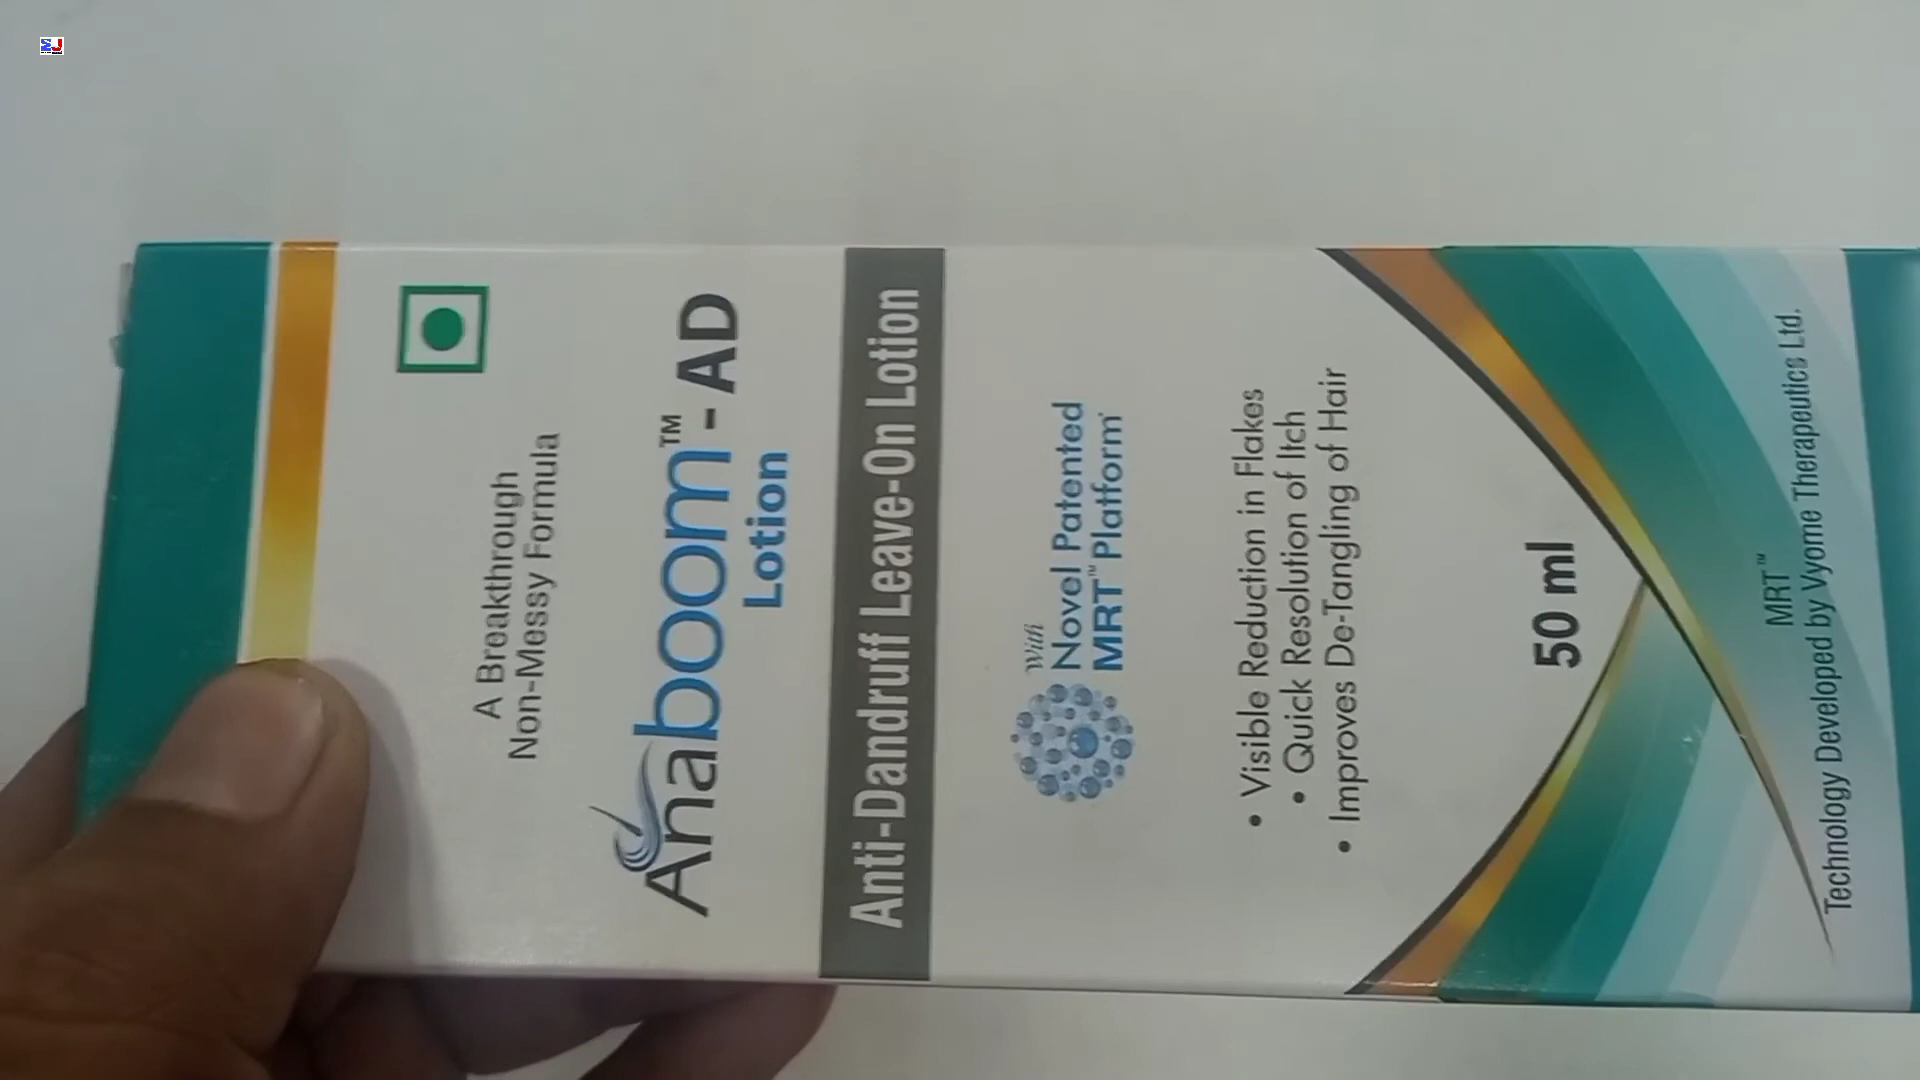 A Breakthrough
Non-Messy Formula
Anaboom™ - AD
Lotion
Anti-Dandruff Leave-On Lotion
With
Novel Patented
MRT™ Platform*
• Visible Reduction in Flakes
• Quick Resolution of Itch
• Improves De-Tangling of Hair
50 ml
MRT™
Technology Developed by Vyome Therapeutics Ltd.